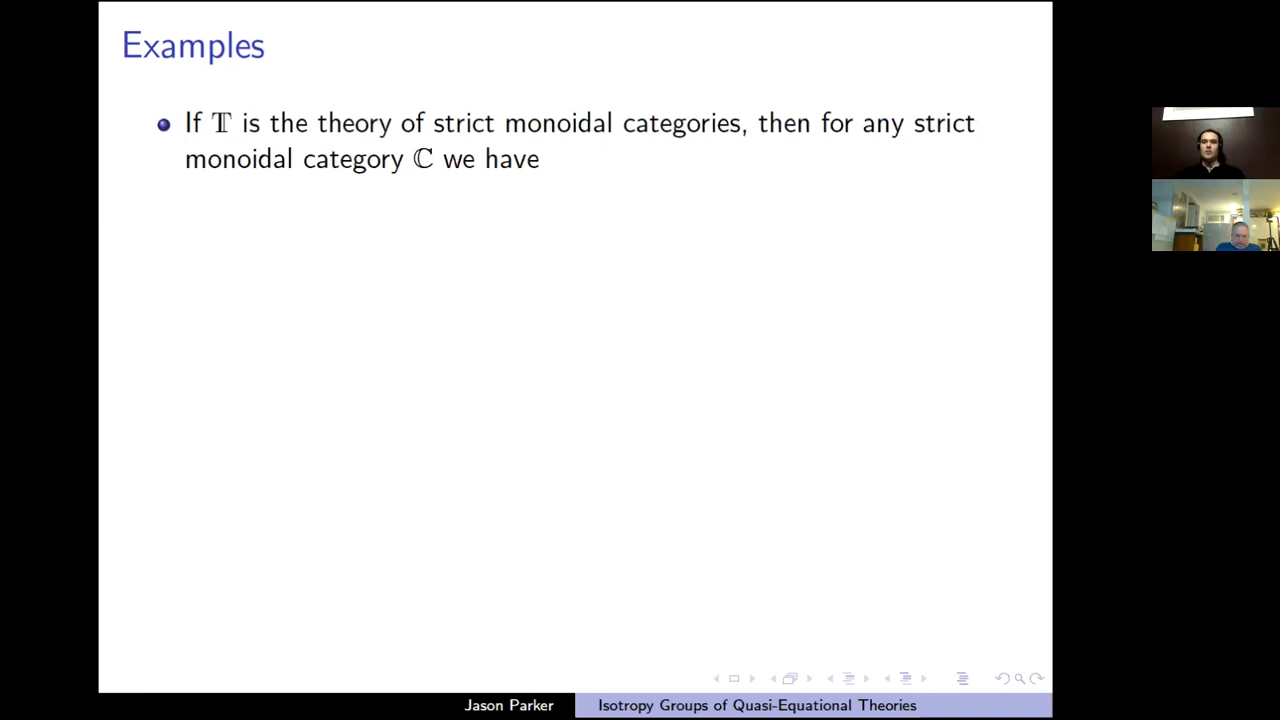 Examples
If 𝕋 is the theory of strict monoidal categories, then for any strict
monoidal category ℂ we have
Jason Parker
Isotropy Groups of Quasi-Equational Theories